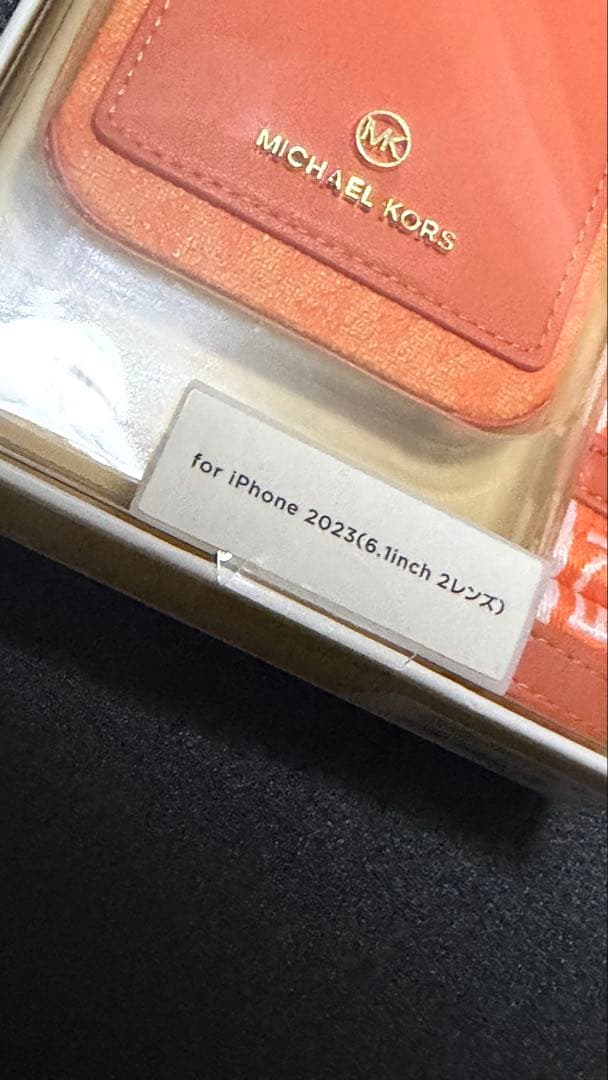 MK
MICHAEL KORS
for iPhone 2023(6.1inch 2レンズ)